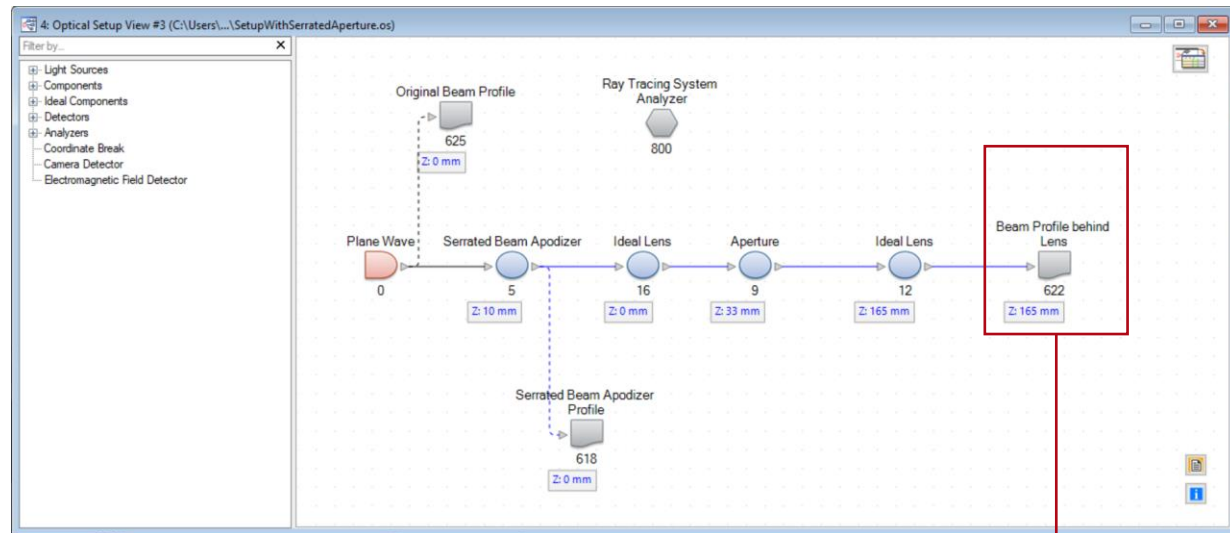 4: Optical Setup View #3 (C:\Users\...\SetupWithSerratedAperture.os)
Filter by...
X
Light Sources
Components
Ideal Components
Detectors
Analyzers
Coordinate Break
Camera Detector
Electromagnetic Field Detector
Original Beam Profile
625
Z: 0 mm
Ray Tracing System
Analyzer
800
Plane Wave
0
Serrated Beam Apodizer
5
Z: 10 mm
Ideal Lens
16
Z: 0 mm
Aperture
9
Z: 33 mm
Ideal Lens
12
Z: 165 mm
Beam Profile behind
Lens
622
Z: 165 mm
Serrated Beam Apodizer
Profile
618
Z: 0 mm